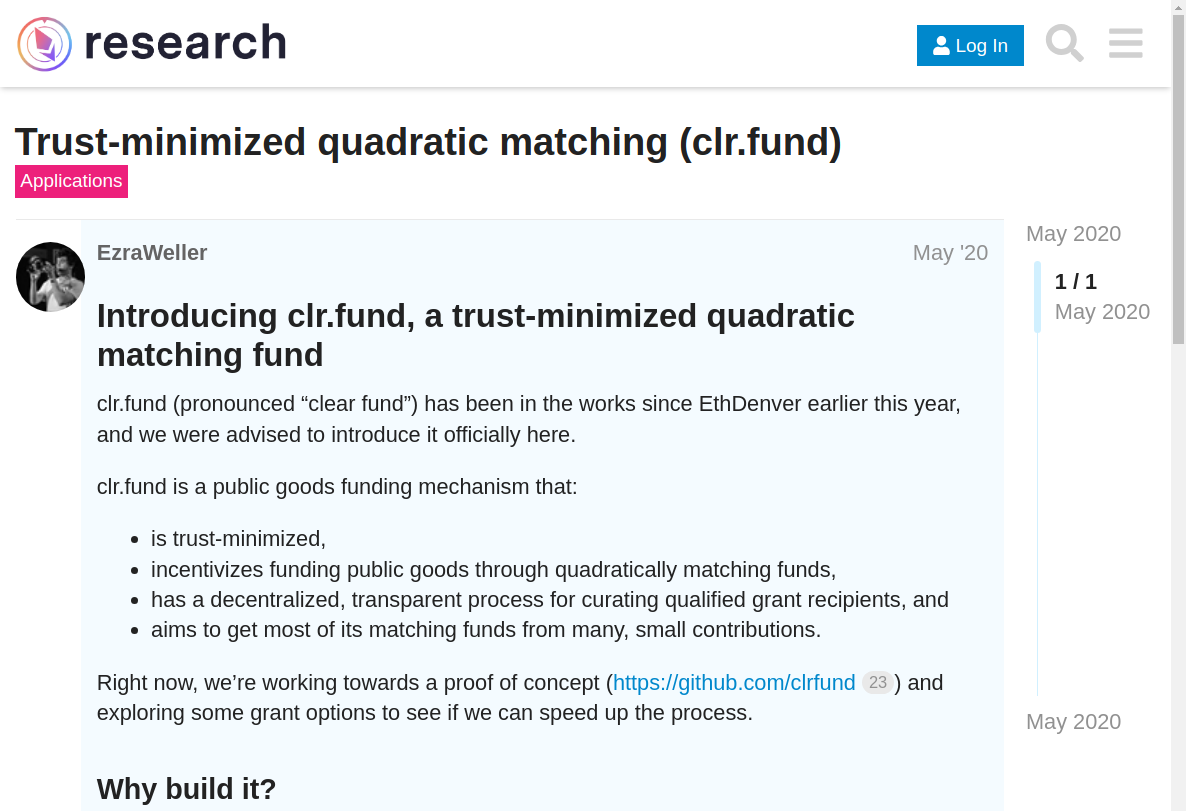 research
Log In
Trust-minimized quadratic matching (clr.fund)
Applications
EzraWeller
May '20
May 2020
1 / 1
May 2020
Introducing clr.fund, a trust-minimized quadratic
matching fund
clr.fund (pronounced “clear fund”) has been in the works since EthDenver earlier this year,
and we were advised to introduce it officially here.
clr.fund is a public goods funding mechanism that:
• is trust-minimized,
• incentivizes funding public goods through quadratically matching funds,
• has a decentralized, transparent process for curating qualified grant recipients, and
• aims to get most of its matching funds from many, small contributions.
Right now, we’re working towards a proof of concept (https://github.com/clrfund 23) and
exploring some grant options to see if we can speed up the process.
May 2020
Why build it?